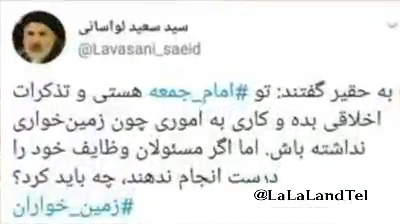 سید سعید لواسانی
@Lavasani_saeid
به حقیر گفتند: تو #امام_جمعه هستی و تذکرات
اخلاقی بده و کاری به اموری چون زمین‌خواری
نداشته باش. اما اگر مسئولان وظایف خود را
درست انجام ندهند، چه باید کرد؟
@LaLaLandTel
#زمین_خواران